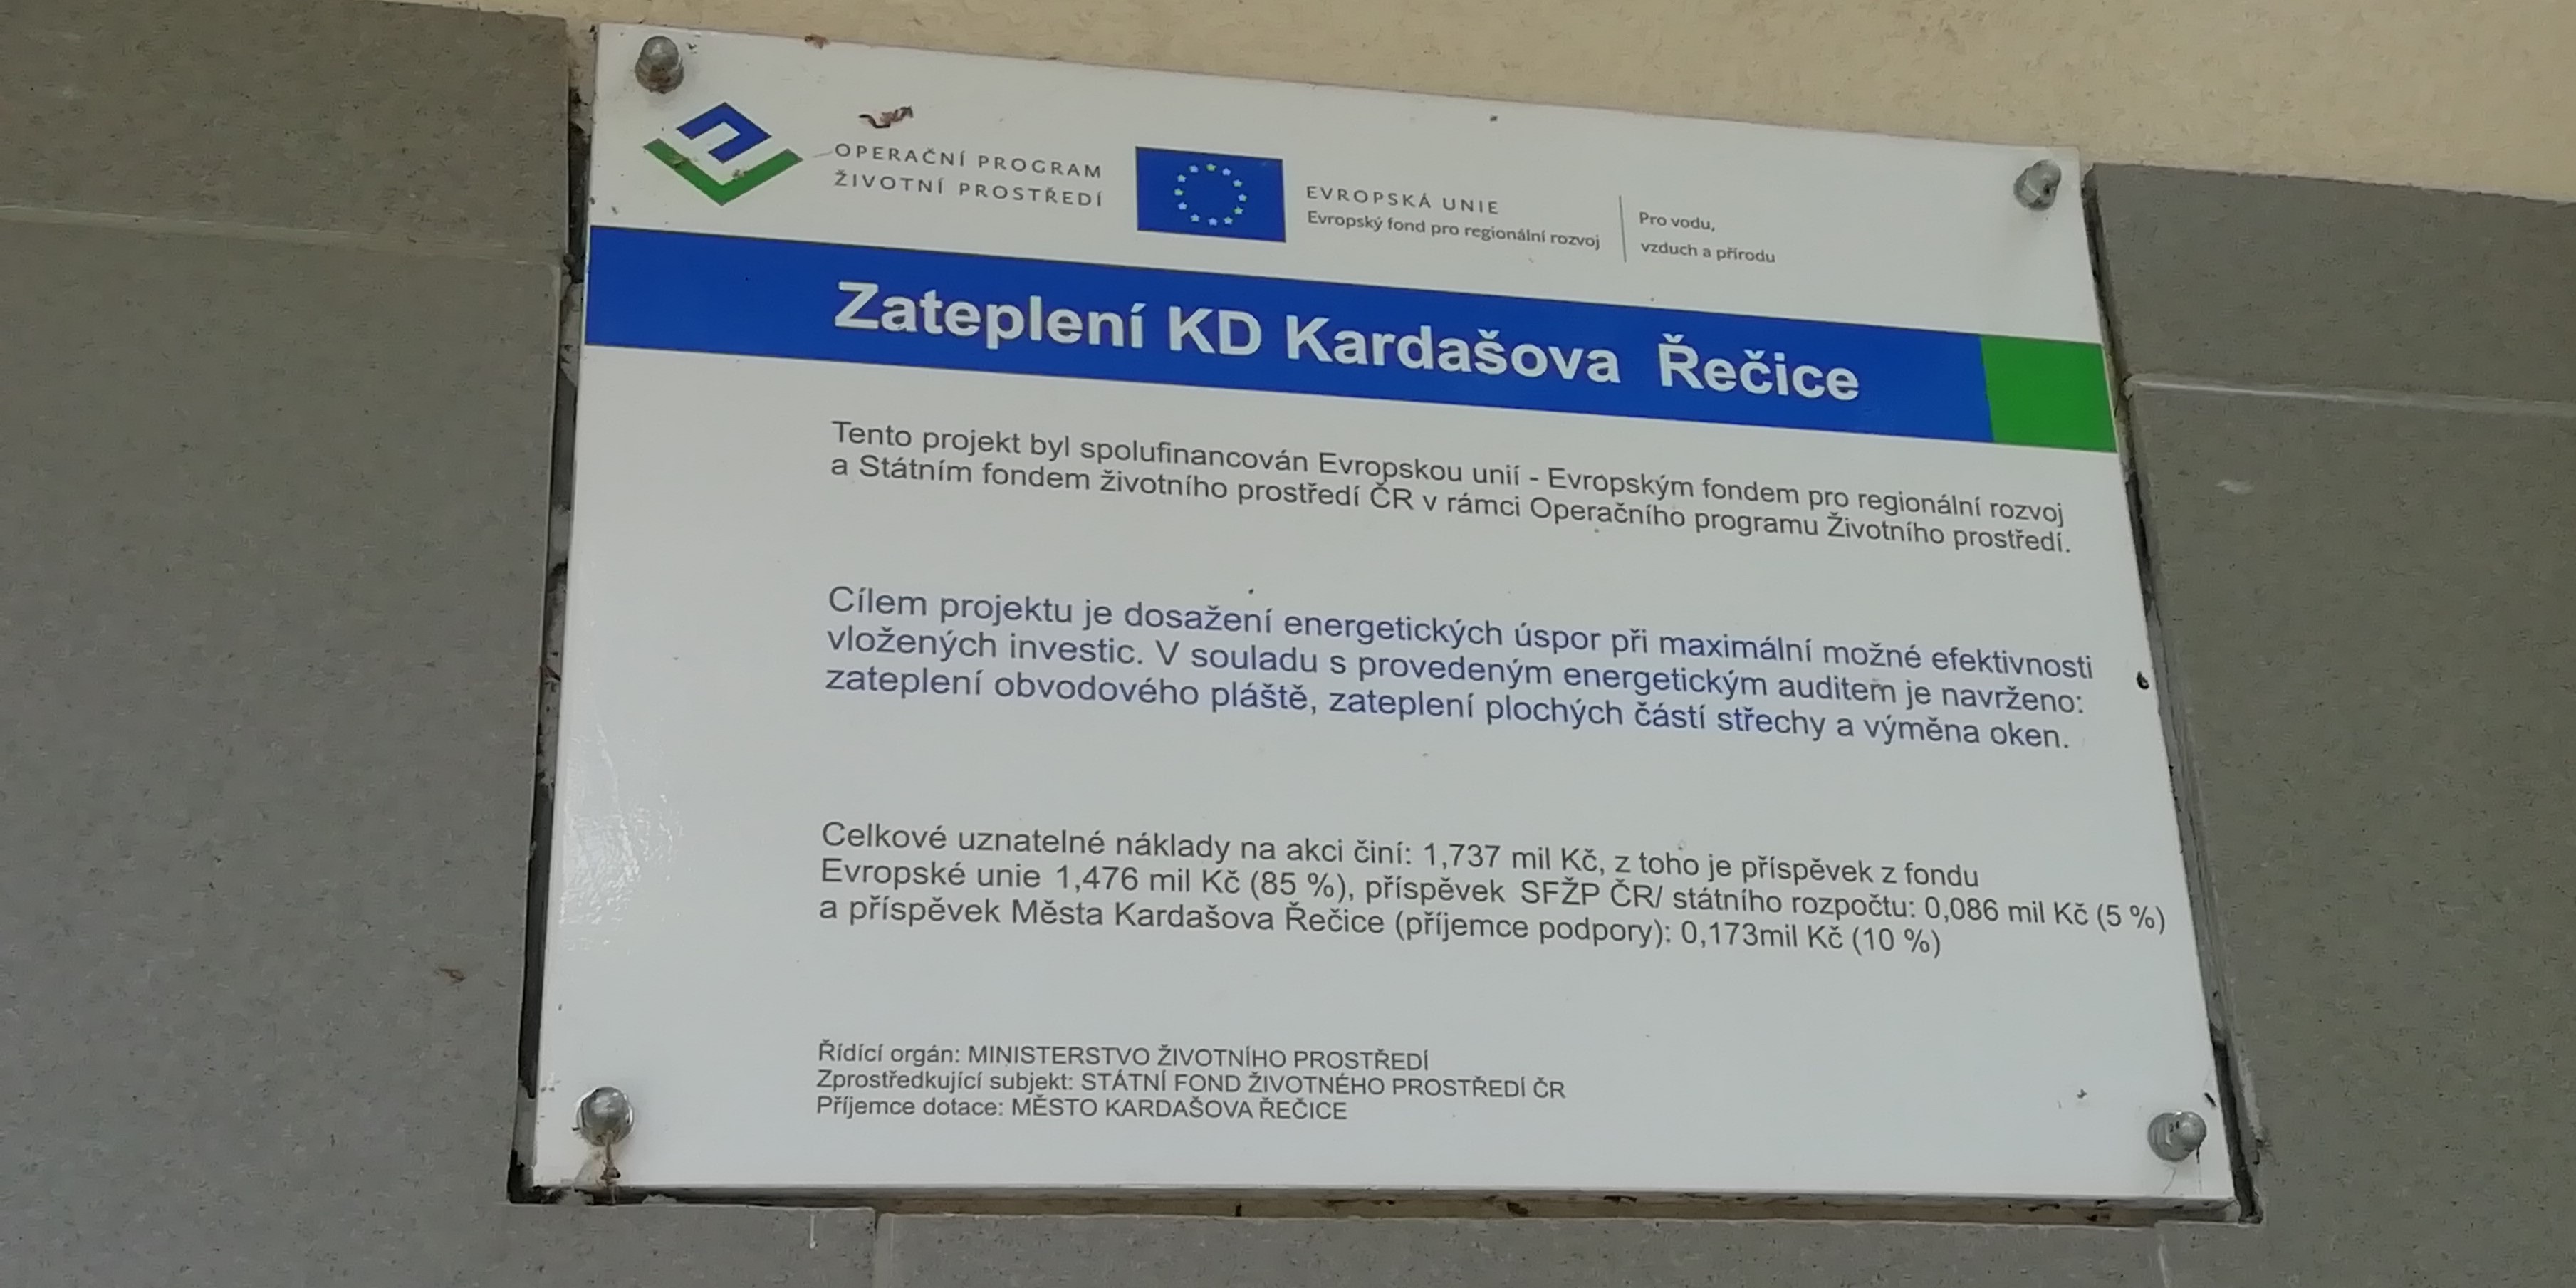 OPERAČNÍ PROGRAM
ŽIVOTNÍ PROSTŘEDÍ
EVROPSKÁ UNIE
Evropský fond pro regionální rozvoj
Pro vodu,
vzduch a přírodu
Zateplení KD Kardašova Řečice
Tento projekt byl spolufinancován Evropskou unií - Evropským fondem pro regionální rozvoj
a Státním fondem životního prostředí ČR v rámci Operačního programu Životního prostředí.
Cílem projektu je dosažení energetických úspor při maximální možné efektivnosti
vložených investic. V souladu s provedeným energetickým auditem je navrženo:
zateplení obvodového pláště, zateplení plochých částí střechy a výměna oken.
Celkové uznatelné náklady na akci činí: 1,737 mil Kč, z toho je příspěvek z fondu
Evropské unie 1,476 mil Kč (85 %), příspěvek SFŽP ČR/ státního rozpočtu: 0,086 mil Kč (5 %)
a příspěvek Města Kardašova Řečice (příjemce podpory): 0,173mil Kč (10 %)
Řídící orgán: MINISTERSTVO ŽIVOTNÍHO PROSTŘEDÍ
Zprostředkující subjekt: STÁTNÍ FOND ŽIVOTNÉHO PROSTŘEDÍ ČR
Příjemce dotace: MĚSTO KARDAŠOVA ŘEČICE